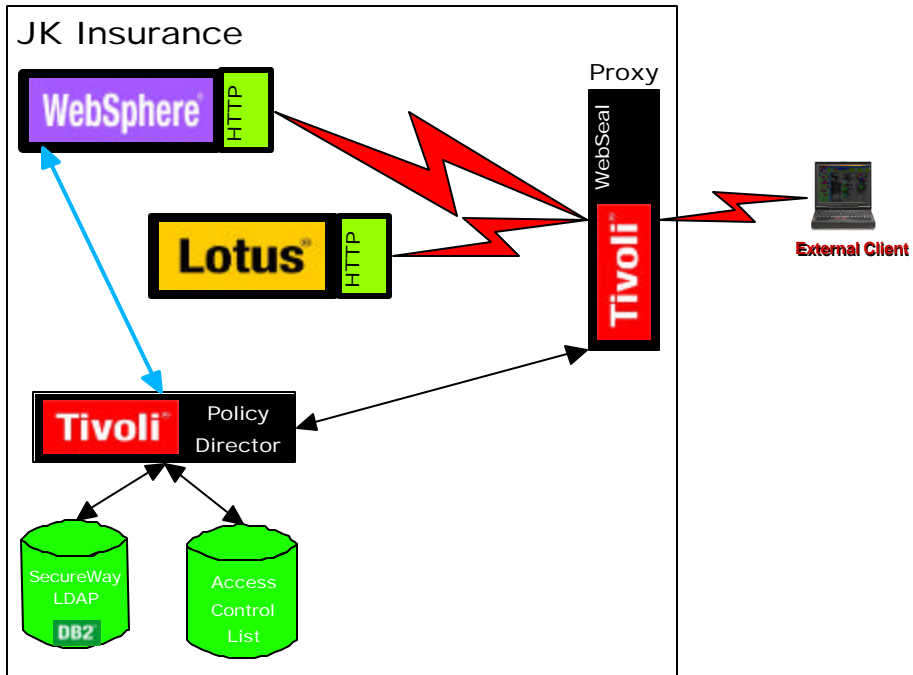 JK Insurance
WebSphere®
HTTP
Proxy
WebSeal
Tivoli®
External Client
Lotus®
HTTP
Tivoli®
Policy
Director
SecureWay
LDAP
DB2
Access
Control
List